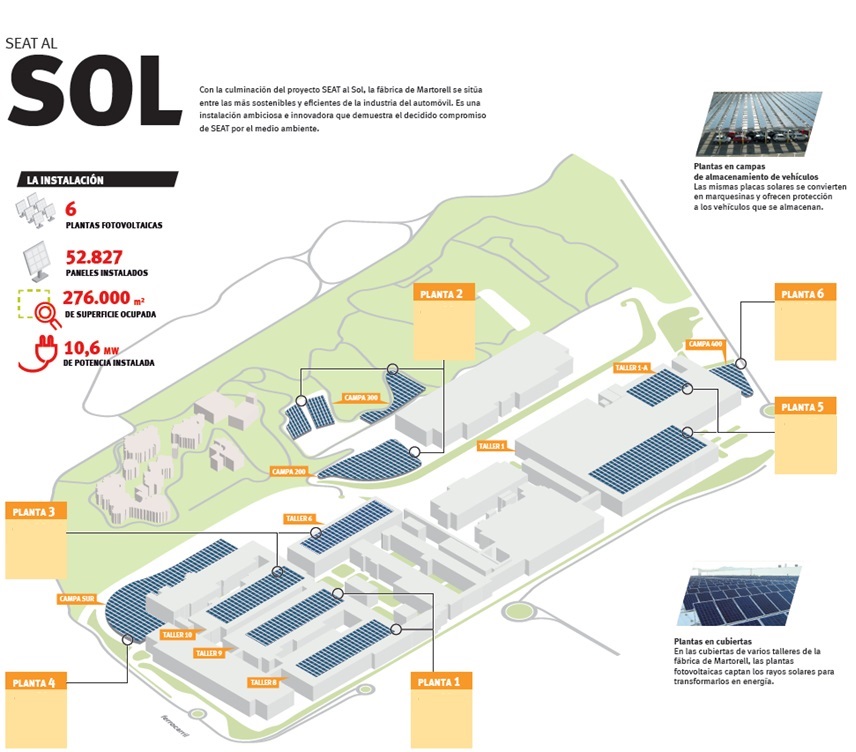 SEAT AL
SOL
Con la culminación del proyecto SEAT al Sol, la fábrica de Martorell se sitúa
entre las más sostenibles y eficientes de la industria del automóvil. Es una
instalación ambiciosa e innovadora que demuestra el decidido compromiso
de SEAT por el medio ambiente.
LA INSTALACIÓN
6
PLANTAS FOTOVOLTAICAS
52.827
PANELES INSTALADOS
276.000 m²
DE SUPERFICIE OCUPADA
10,6 MW
DE POTENCIA INSTALADA
Plantas en campas
de almacenamiento de vehículos
Las mismas placas solares se convierten
en marquesinas y ofrecen protección
a los vehículos que se almacenan.
PLANTA 2
PLANTA 6
CAMPA 400
TALLER 1-A
CAMPA 300
PLANTA 5
TALLER 1
CAMPA 200
PLANTA 3
TALLER 6
CAMPA SUR
TALLER 10
TALLER 9
TALLER 8
PLANTA 4
PLANTA 1
ferrocarril
Plantas en cubiertas
En las cubiertas de varios talleres de la
fábrica de Martorell, las plantas
fotovoltaicas captan los rayos solares para
transformarlos en energía.